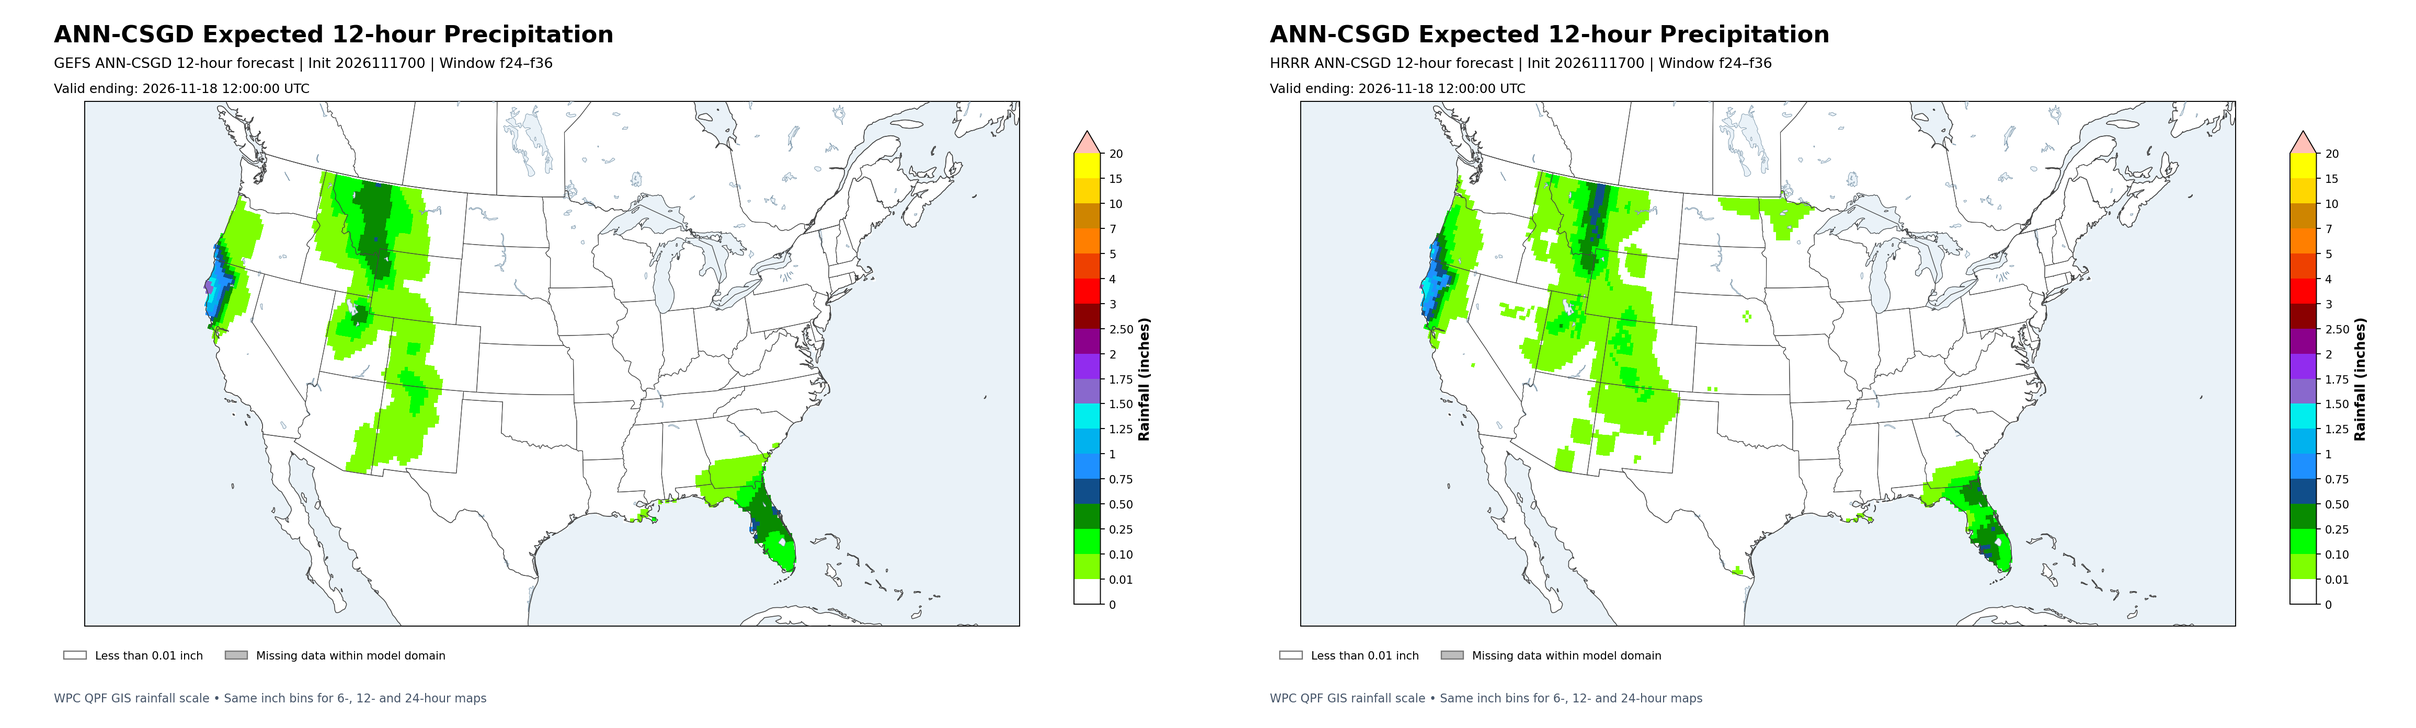 ANN-CSGD Expected 12-hour Precipitation
GEFS ANN-CSGD 12-hour forecast | Init 2026111700 | Window f24–f36
Valid ending: 2026-11-18 12:00:00 UTC
20
15
10
7
5
4
3
2.50
2
1.75
1.50
1.25
1
0.75
0.50
0.25
0.10
0.01
0
Rainfall (inches)
Less than 0.01 inch
Missing data within model domain
WPC QPF GIS rainfall scale • Same inch bins for 6-, 12- and 24-hour maps
ANN-CSGD Expected 12-hour Precipitation
HRRR ANN-CSGD 12-hour forecast | Init 2026111700 | Window f24–f36
Valid ending: 2026-11-18 12:00:00 UTC
20
15
10
7
5
4
3
2.50
2
1.75
1.50
1.25
1
0.75
0.50
0.25
0.10
0.01
0
Rainfall (inches)
Less than 0.01 inch
Missing data within model domain
WPC QPF GIS rainfall scale • Same inch bins for 6-, 12- and 24-hour maps